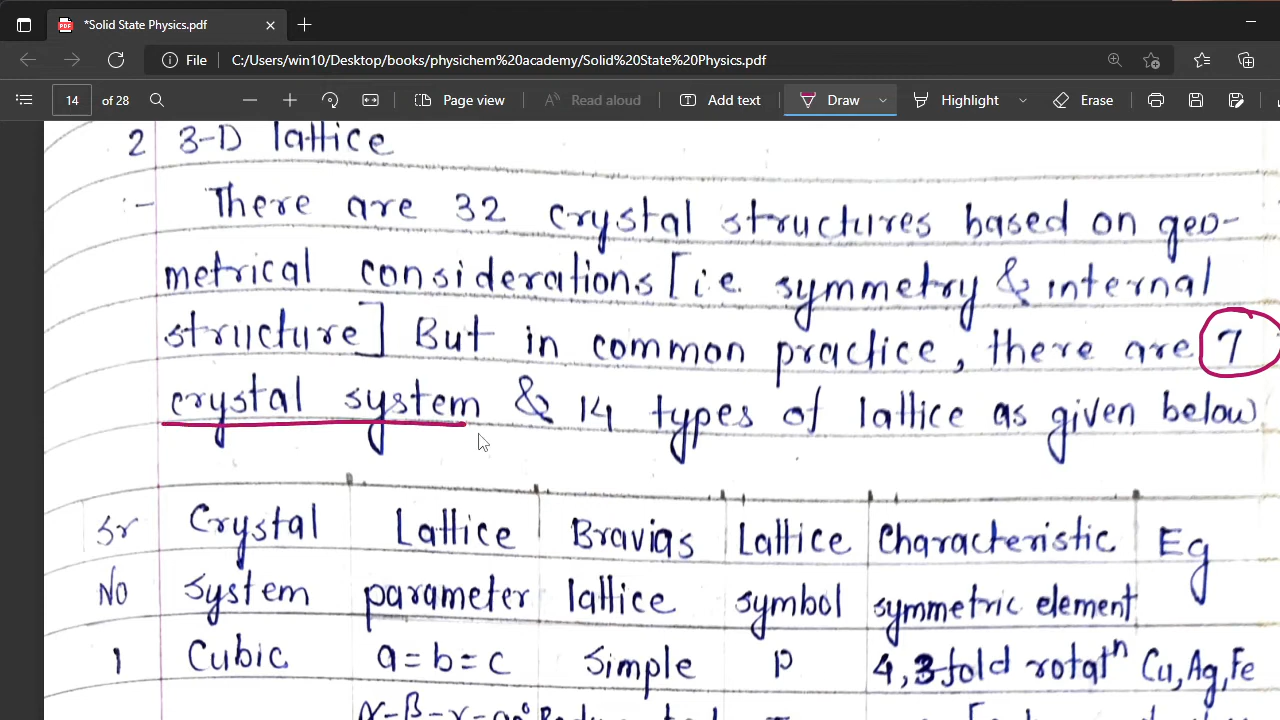 *Solid State Physics.pdf
File C:/Users/win10/Desktop/books/physichem%20academy/Solid%20State%20Physics.pdf
14 of 28 Page view Read aloud Add text Draw Highlight Erase
2 3-D lattice
:- There are 32 crystal structures based on geo-
metrical considerations [i.e. symmetry & internal
structure] But in common practice, there are 7
crystal system & 14 types of lattice as given below
Sr Crystal Lattice Bravias Lattice Characteristic Eg
No System parameter lattice symbol symmetric element
1 Cubic a=b=c Simple P 4,3-fold rotatⁿ Cu,Ag,Fe